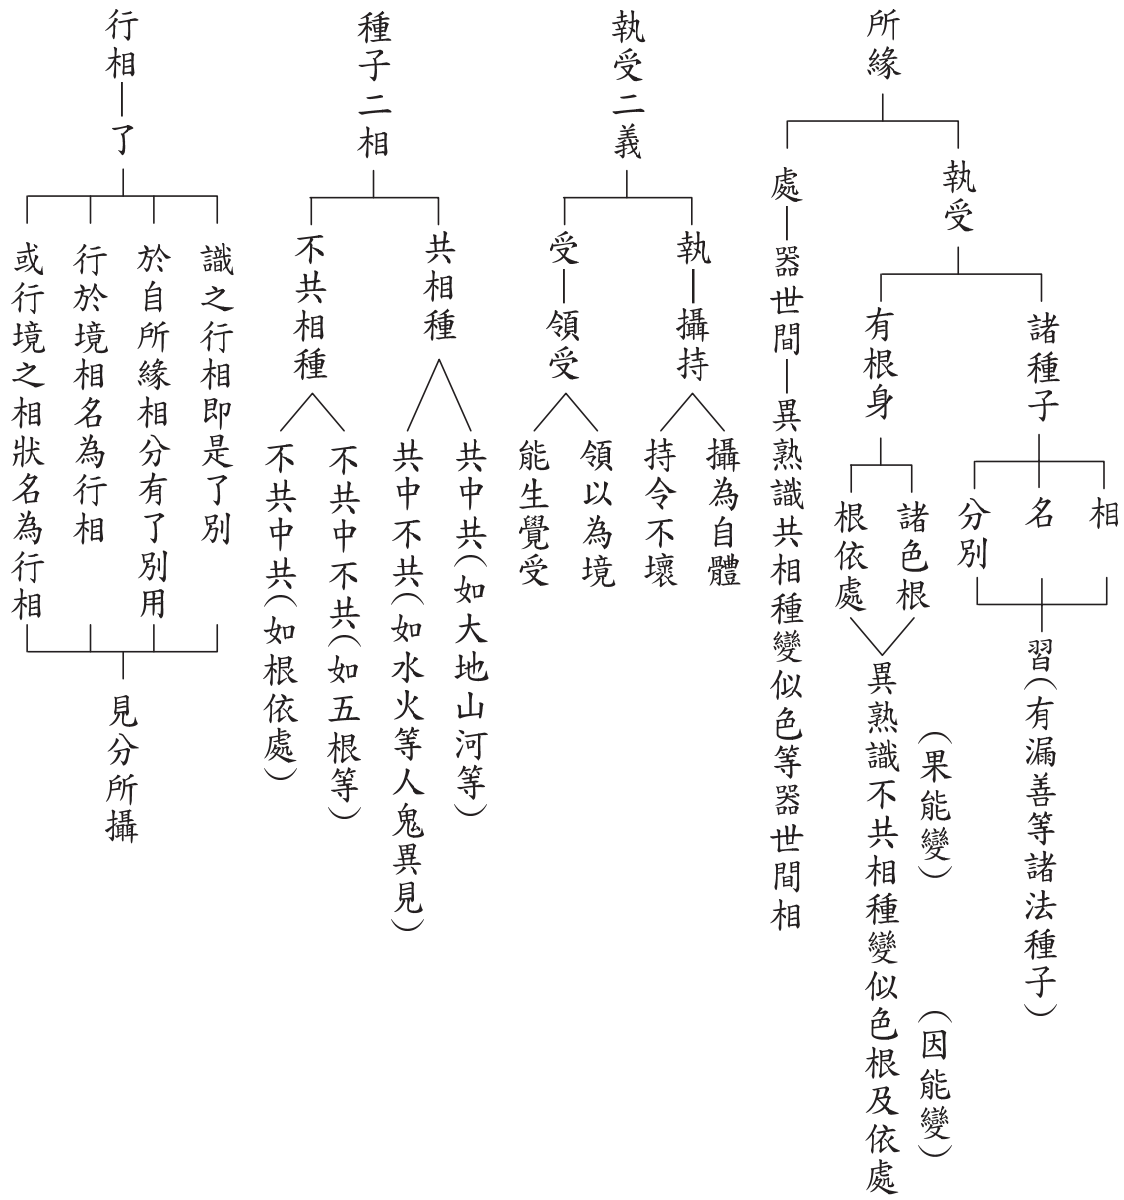 所緣
執受
諸種子
相
名
分別
習(有漏善等諸法種子)
有根身
諸色根
根依處
(果能變)
(因能變)
異熟識不共相種變似色根及依處
處
器世間
異熟識共相種變似色等器世間相
執受二義
執
攝持
攝為自體
持令不壞
受
領受
領以為境
能生覺受
種子二相
共相種
共中共(如大地山河等)
共中不共(如水火等人鬼異見)
不共相種
不共中不共(如五根等)
不共中共(如根依處)
行相
了
識之行相即是了別
於自所緣相分有了別用
行於境相名為行相
或行境之相狀名為行相
見分所攝